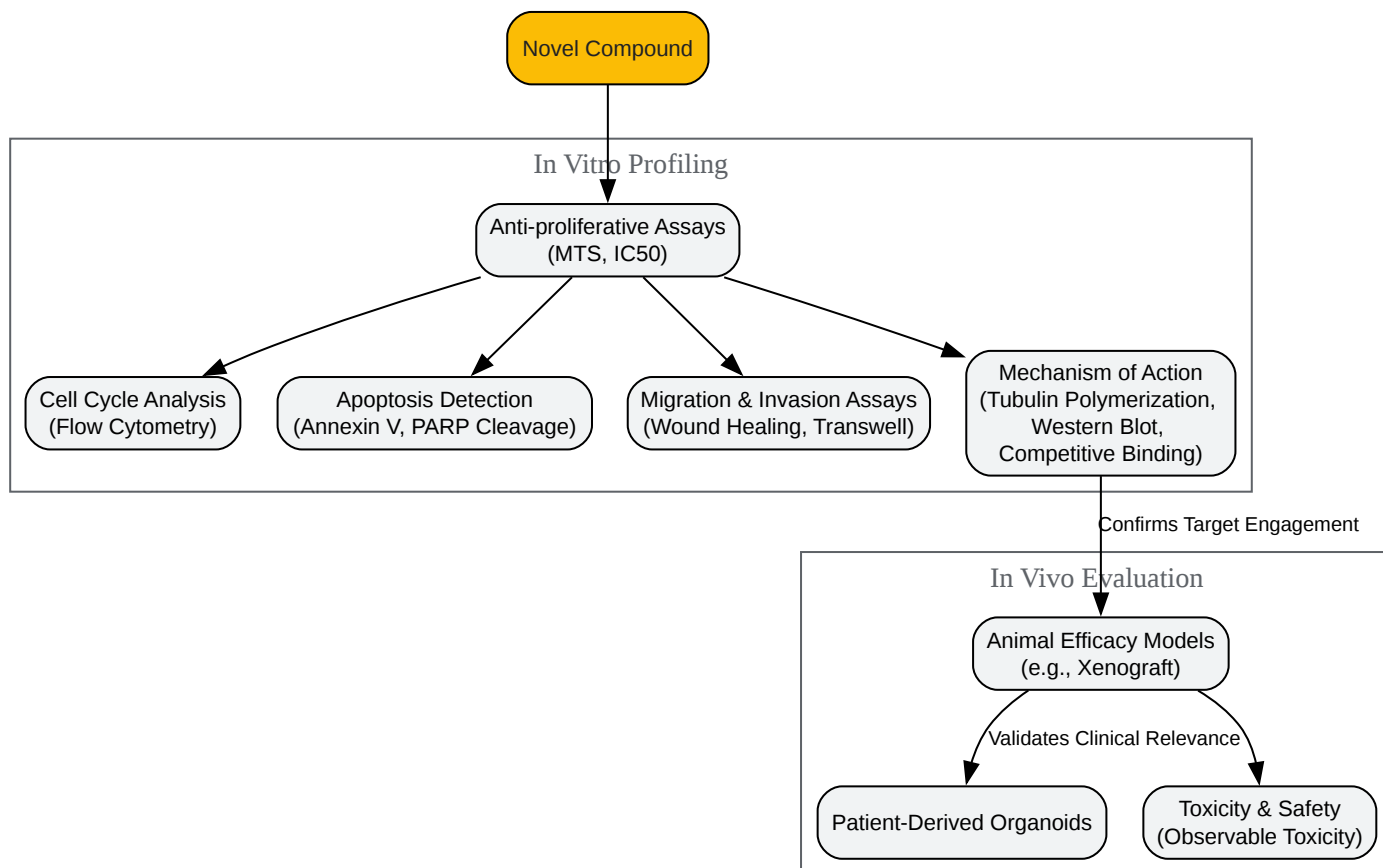 Novel Compound
In Vitro Profiling
Anti-proliferative Assays
(MTS, IC50)
Cell Cycle Analysis
(Flow Cytometry)
Apoptosis Detection
(Annexin V, PARP Cleavage)
Migration & Invasion Assays
(Wound Healing, Transwell)
Mechanism of Action
(Tubulin Polymerization,
Western Blot,
Competitive Binding)
Confirms Target Engagement
In Vivo Evaluation
Animal Efficacy Models
(e.g., Xenograft)
Validates Clinical Relevance
Patient-Derived Organoids
Toxicity & Safety
(Observable Toxicity)